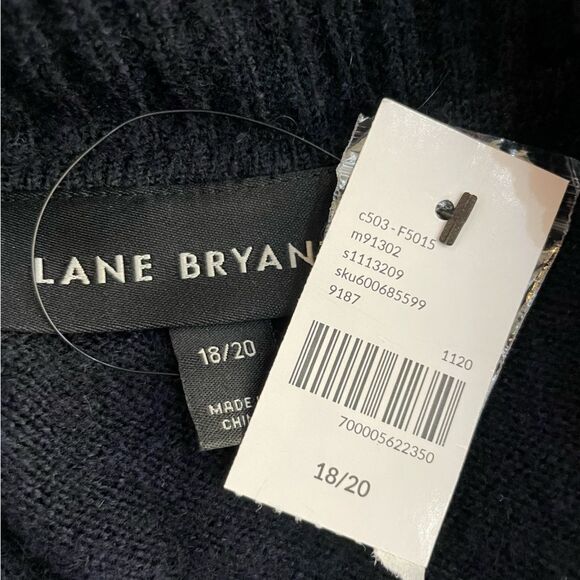 LANE BRYAN
18/20
MADE
CHIN
c503-F5015
m91302
s1113209
sku600685599
9187
1120
700005622350
18/20